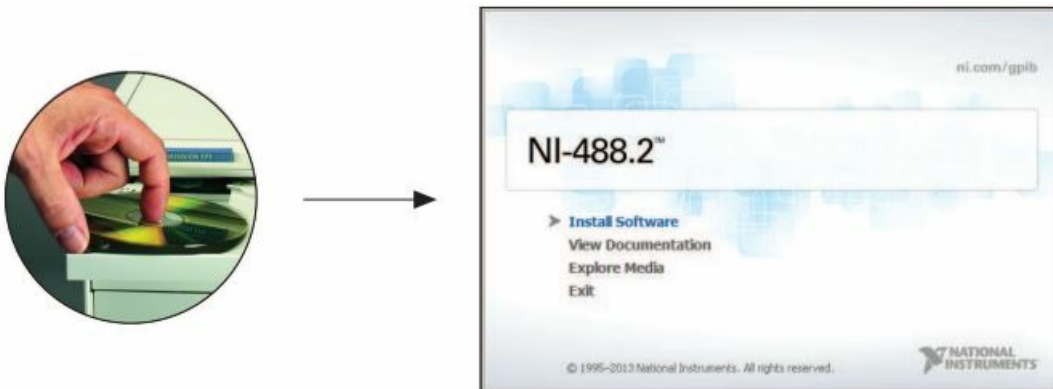 ni.com/gpib
NI-488.2™
Install Software
View Documentation
Explore Media
Exit
© 1995–2013 National Instruments. All rights reserved.
NATIONAL
INSTRUMENTS